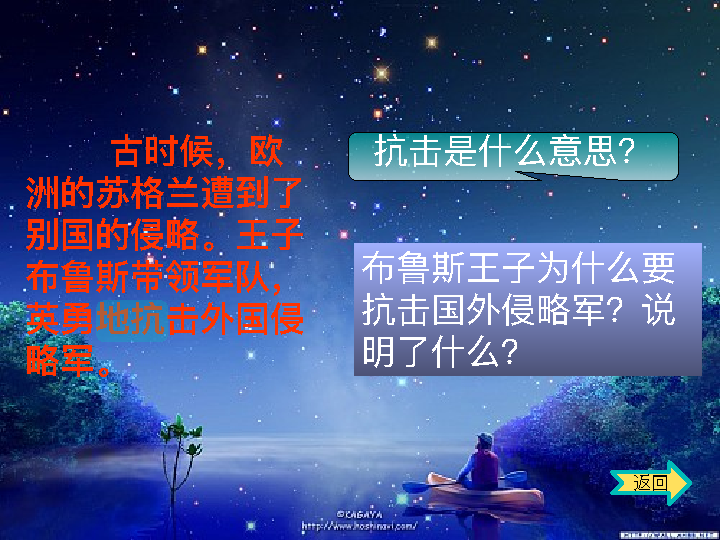 古时候，欧
洲的苏格兰遭到了
别国的侵略。王子
布鲁斯带领军队，
英勇地抗击外国侵
略军。
抗击是什么意思？
布鲁斯王子为什么要
抗击国外侵略军？说
明了什么？
返回
©KAGAYA
http://www.hoshinavi.com/